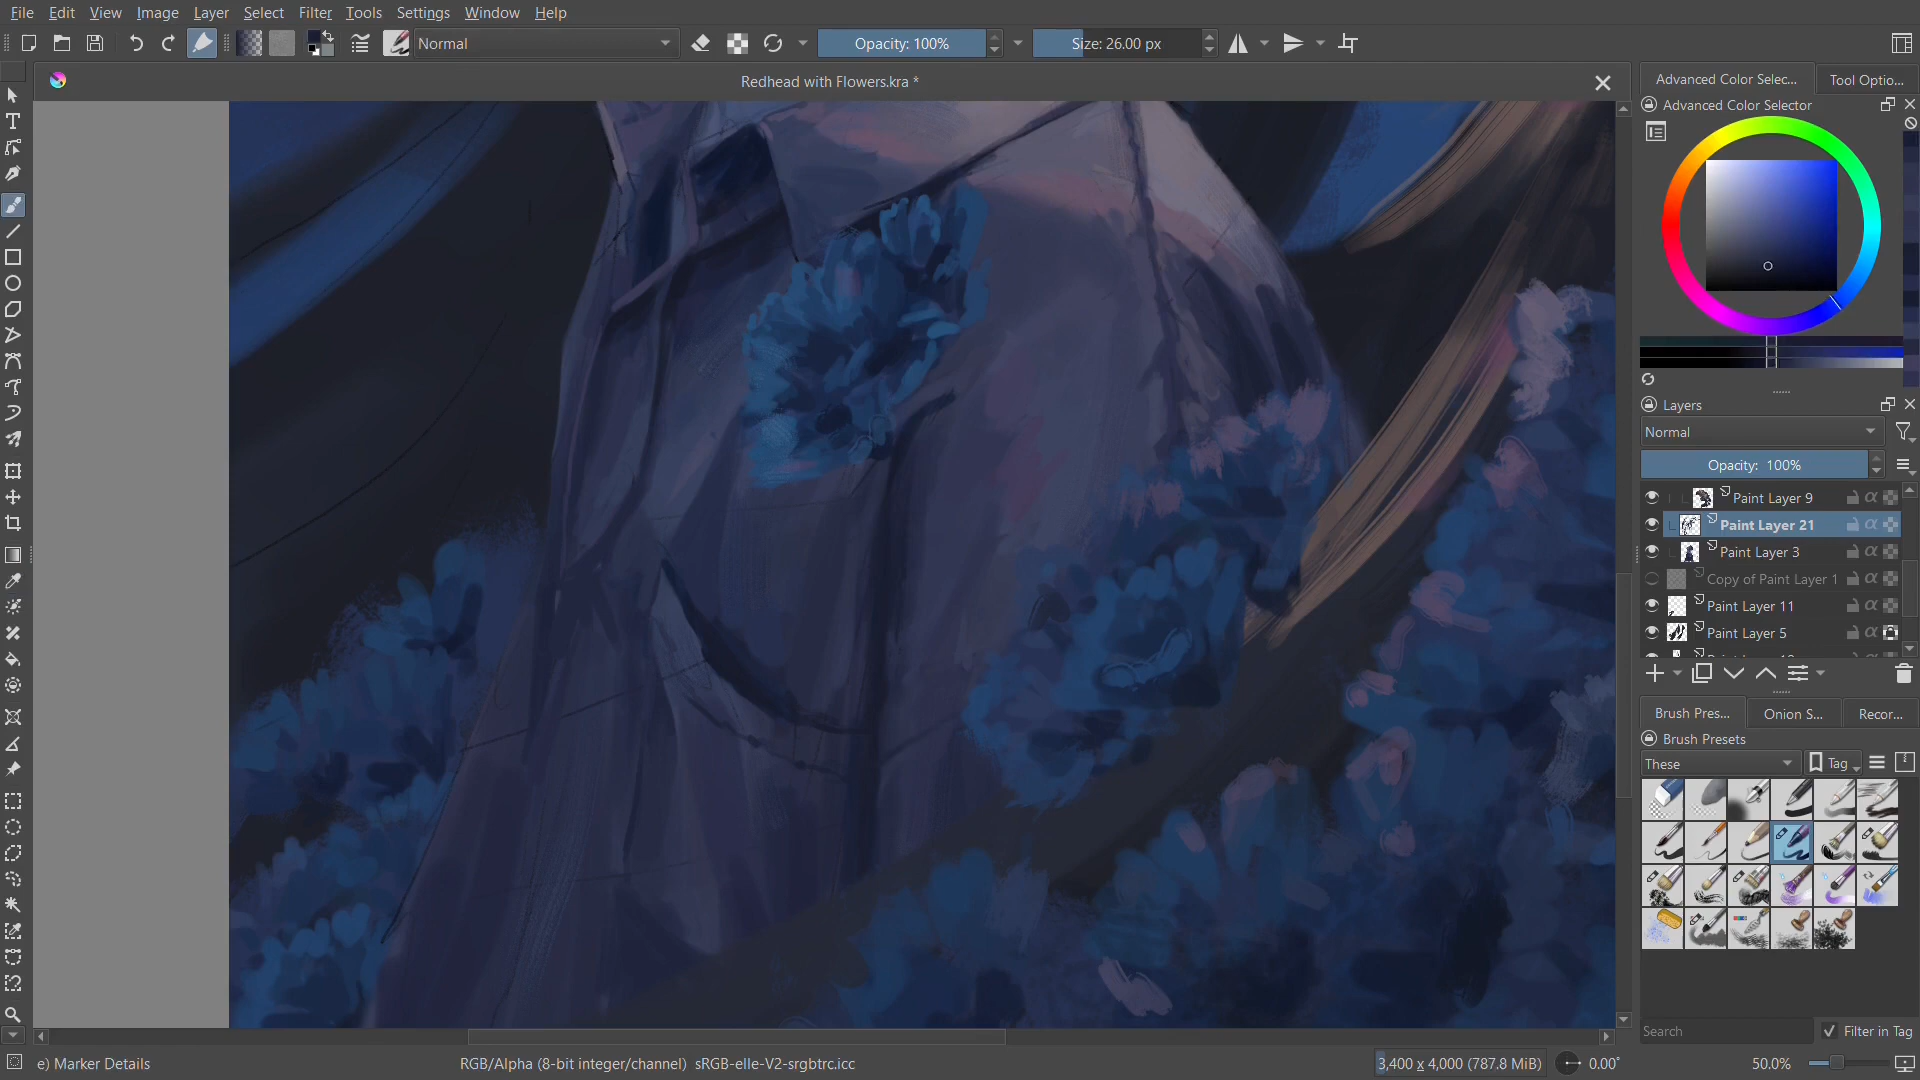 File Edit View Image Layer Select Filter Tools Settings Window Help
Normal
Opacity: 100%
Size: 26.00 px
Redhead with Flowers.kra *
Advanced Color Selec...
Tool Optio...
Advanced Color Selector
Layers
Normal
Opacity: 100%
Paint Layer 9
Paint Layer 21
Paint Layer 3
Copy of Paint Layer 1
Paint Layer 11
Paint Layer 5
Brush Pres...
Onion S...
Recor...
Brush Presets
These
Tag
Search
Filter in Tag
e) Marker Details
RGB/Alpha (8-bit integer/channel) sRGB-elle-V2-srgbtrc.icc
3,400 x 4,000 (787.8 MiB)
0.00°
50.0%